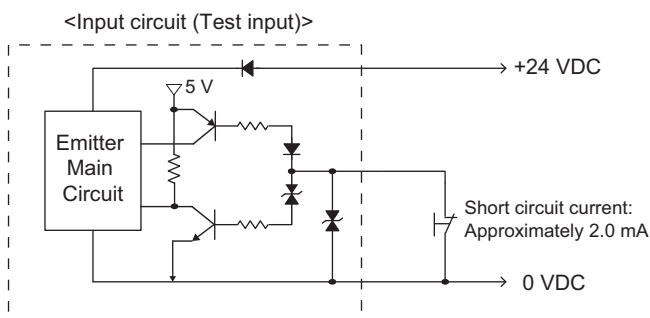 <Input circuit (Test input)>
+24 VDC
5 V
Emitter
Main
Circuit
Short circuit current:
Approximately 2.0 mA
0 VDC